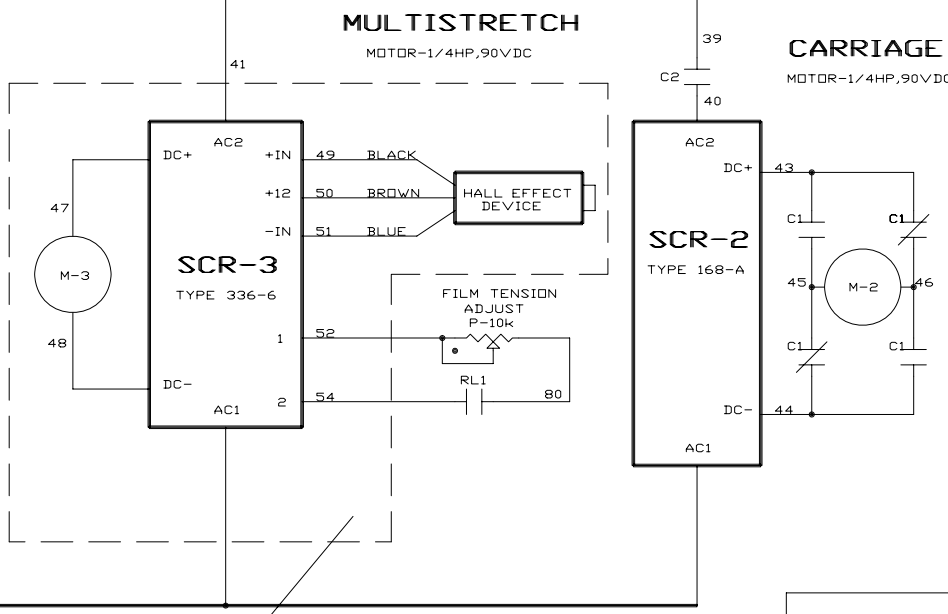 MULTISTRETCH
MOTOR-1/4HP,90VDC
41
AC2
DC+
+IN
49
BLACK
+12
50
BROWN
-IN
51
BLUE
HALL EFFECT
DEVICE
47
M-3
48
SCR-3
TYPE 336-6
FILM TENSION
ADJUST
P-10k
1
52
RL1
80
DC-
2
54
AC1
39
C2
40
CARRIAGE
MOTOR-1/4HP,90VDC
AC2
DC+
43
C1
C1
SCR-2
TYPE 168-A
45
M-2
46
C1
C1
DC-
44
AC1